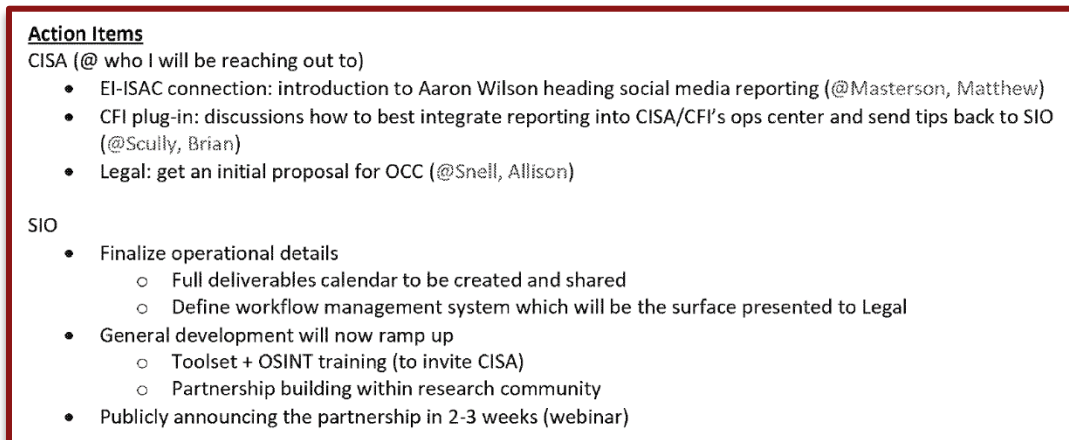 Action Items
CISA (@ who I will be reaching out to)
• EI-ISAC connection: introduction to Aaron Wilson heading social media reporting (@Masterson, Matthew)
• CFI plug-in: discussions how to best integrate reporting into CISA/CFI's ops center and send tips back to SIO
(@Scully, Brian)
• Legal: get an initial proposal for OCC (@Snell, Allison)
SIO
• Finalize operational details
o Full deliverables calendar to be created and shared
o Define workflow management system which will be the surface presented to Legal
• General development will now ramp up
o Toolset + OSINT training (to invite CISA)
o Partnership building within research community
• Publicly announcing the partnership in 2-3 weeks (webinar)